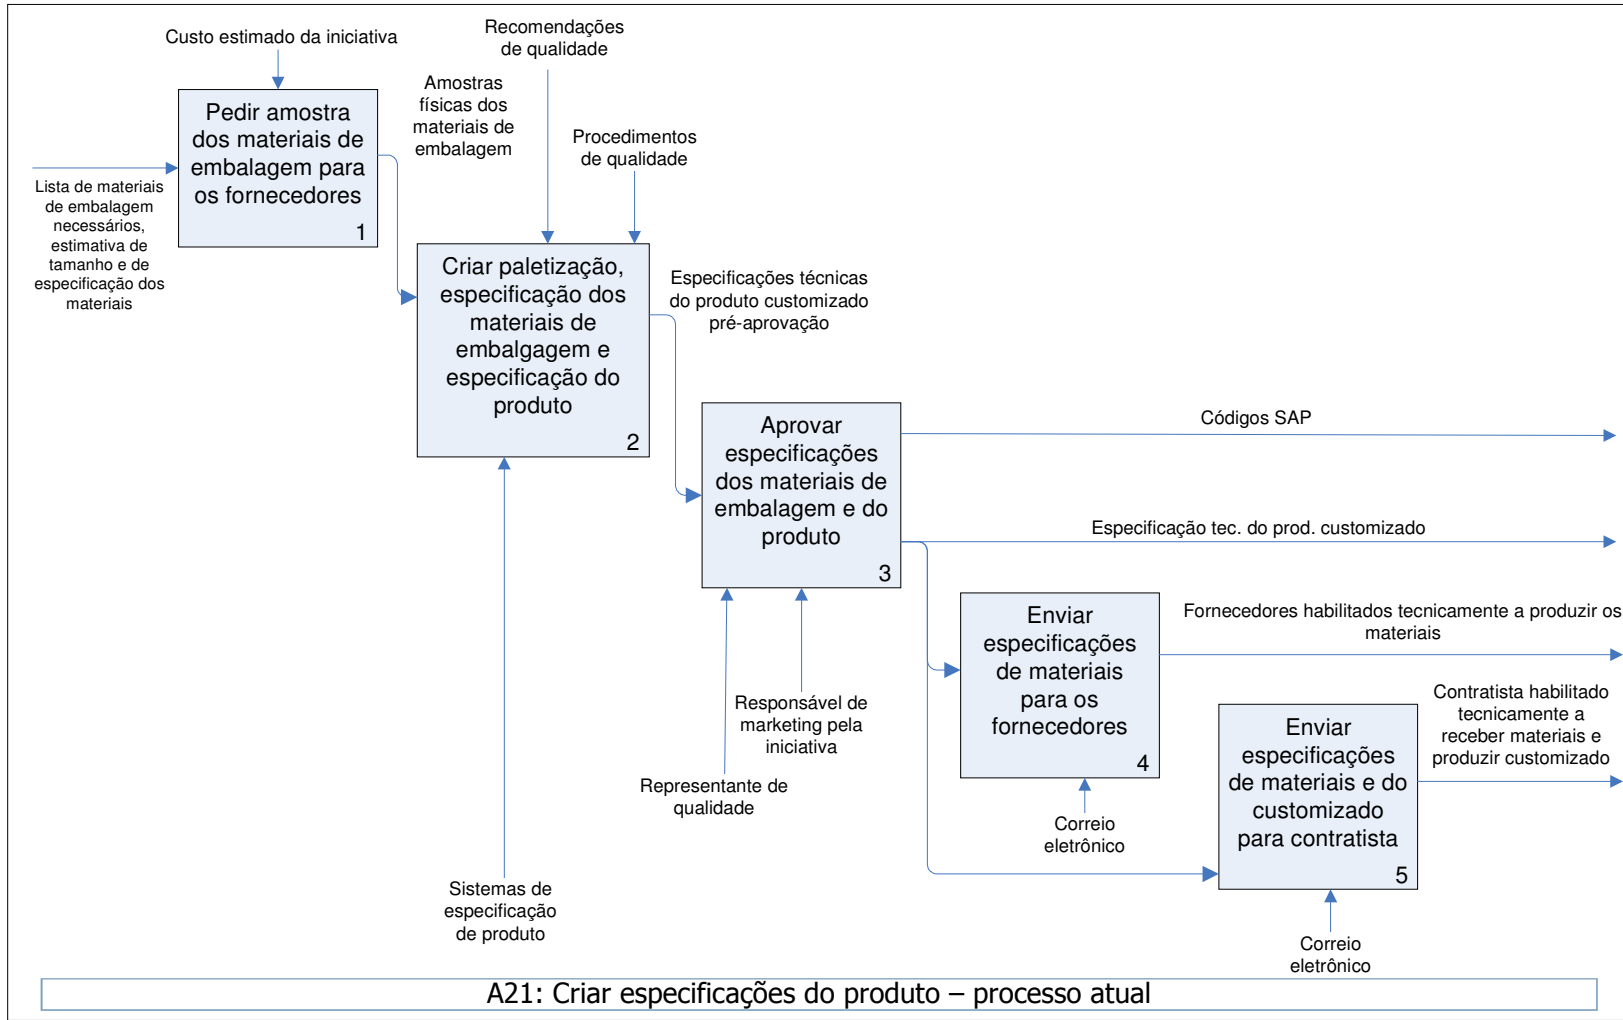 Custo estimado da iniciativa
Recomendações
de qualidade
Pedir amostra
dos materiais de
embalagem para
os fornecedores
1
Amostras
físicas dos
materiais de
embalagem
Procedimentos
de qualidade
Lista de materiais
de embalagem
necessários,
estimativa de
tamanho e de
especificação dos
materiais
Criar paletização,
especificação dos
materiais de
embalgagem e
especificação do
produto
2
Especificações técnicas
do produto customizado
pré-aprovação
Aprovar
especificações
dos materiais de
embalagem e do
produto
3
Códigos SAP
Especificação tec. do prod. customizado
Enviar
especificações
de materiais
para os
fornecedores
4
Fornecedores habilitados tecnicamente a produzir os
materiais
Contratista habilitado
tecnicamente a
receber materiais e
produzir customizado
Enviar
especificações
de materiais e do
customizado
para contratista
5
Responsável de
marketing pela
iniciativa
Representante de
qualidade
Correio
eletrônico
Sistemas de
especificação
de produto
Correio
eletrônico
A21: Criar especificações do produto – processo atual